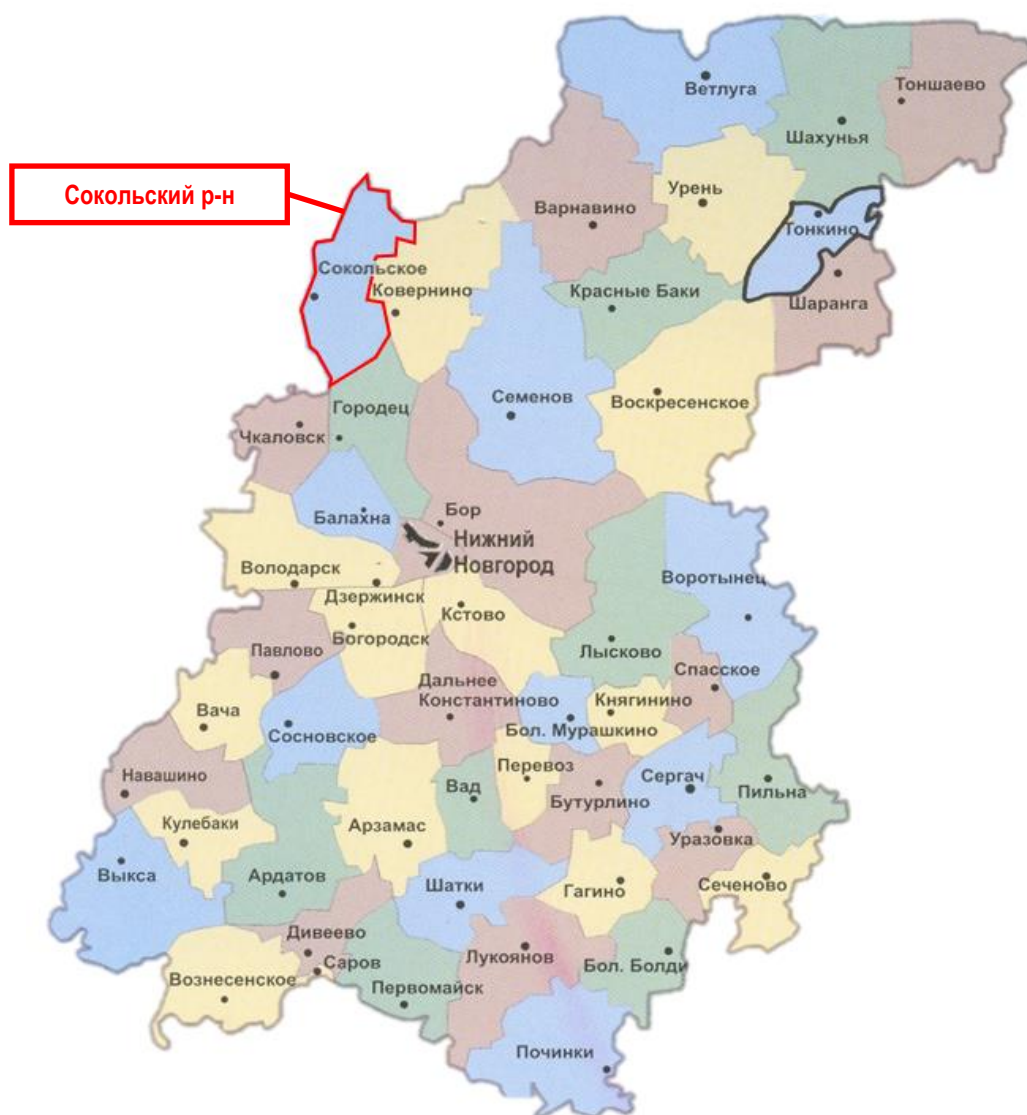 Ветлуга
Тоншаево
Шахунья
Сокольский р-н
Урень
Варнавино
Тонкино
Сокольское
Ковернино
Красные Баки
Шаранга
Семенов
Воскресенское
Городец
Чкаловск
Балахна
Бор
Нижний
Новгород
Володарск
Воротынец
Дзержинск
Кстово
Богородск
Павлово
Лысково
Спасское
Дальнее
Константиново
Княгинино
Вача
Сосновское
Бол. Мурашкино
Перевоз
Навашино
Вад
Сергач
Пильна
Бутурлино
Кулебаки
Арзамас
Уразовка
Выкса
Ардатов
Шатки
Гагино
Сеченово
Дивеево
Лукоянов
Саров
Бол. Болди
Вознесенское
Первомайск
Починки